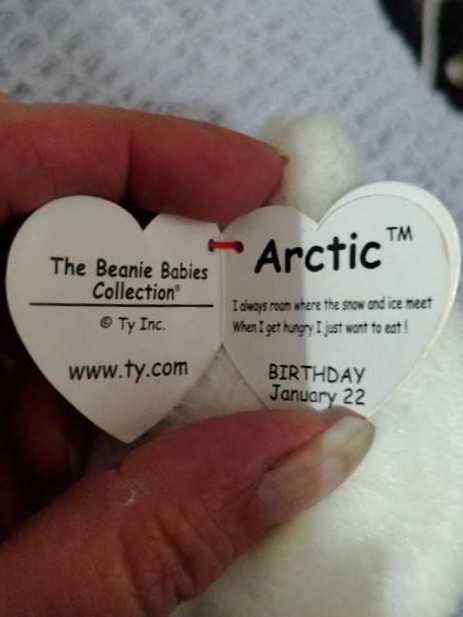 The Beanie Babies
Collection®
© Ty Inc.
www.ty.com
Arctic™
I always roam where the snow and ice meet
When I get hungry I just want to eat!
BIRTHDAY
January 22